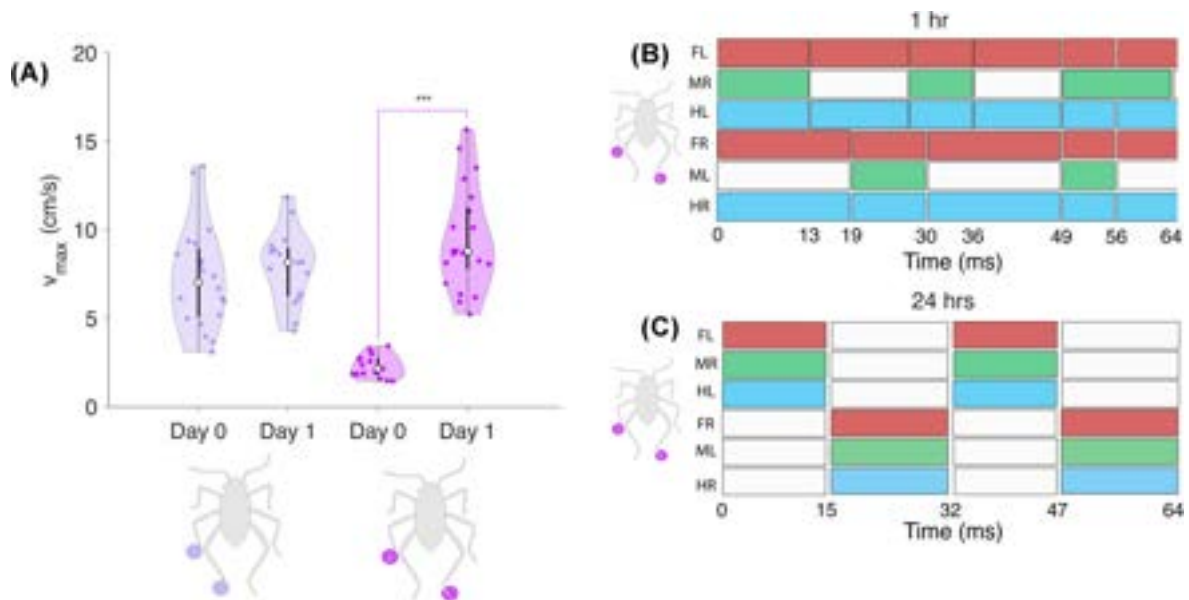 (A)
20
15
10
5
0
v_max (cm/s)
***
Day 0 Day 1 Day 0 Day 1
(B)
1 hr
FL
MR
HL
FR
ML
HR
0 13 19 30 36 49 56 64
Time (ms)
(C)
24 hrs
FL
MR
HL
FR
ML
HR
0 15 32 47 64
Time (ms)